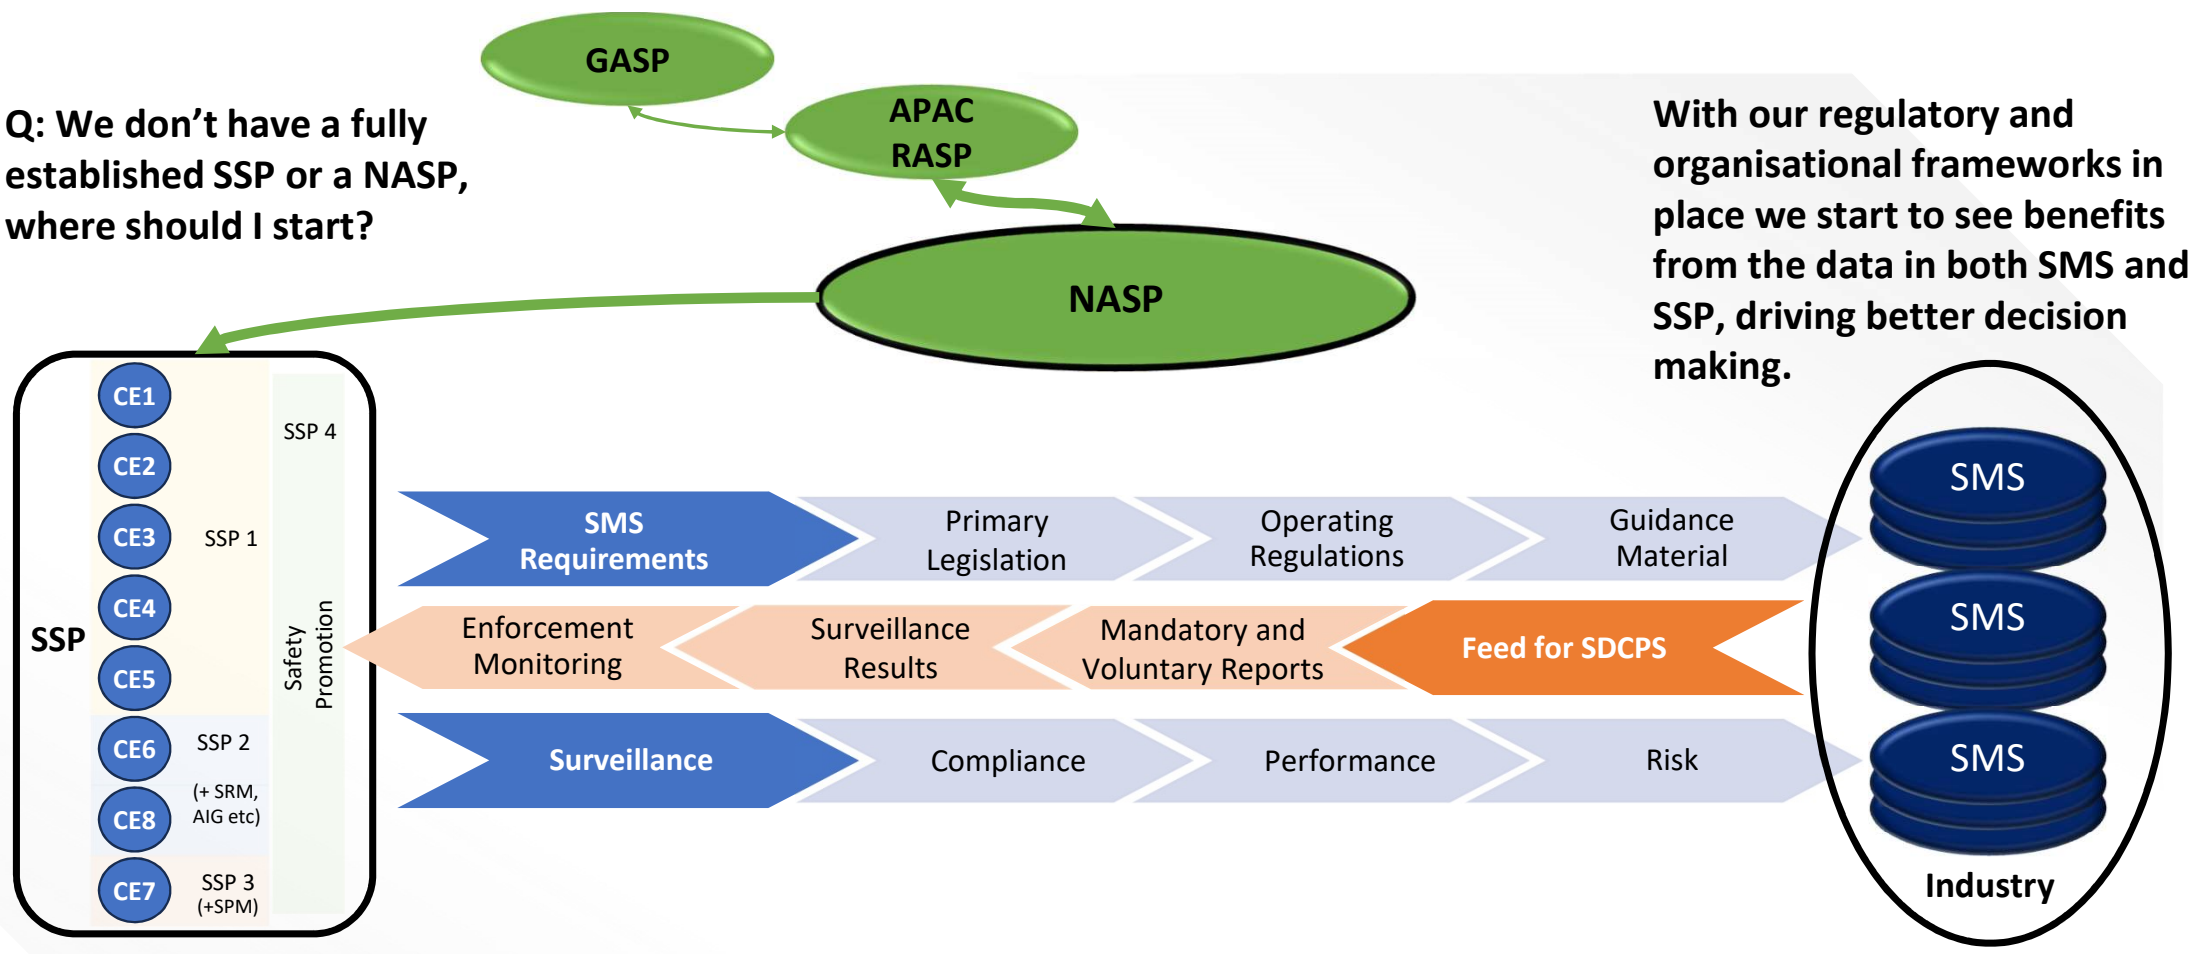 GASP
APAC
RASP
Q: We don’t have a fully
established SSP or a NASP,
where should I start?
With our regulatory and
organisational frameworks in
place we start to see benefits
from the data in both SMS and
SSP, driving better decision
making.
NASP
SSP
CE1
CE2
CE3
CE4
CE5
CE6
CE8
CE7
SSP 1
SSP 2
(+ SRM,
AIG etc)
SSP 3
(+SPM)
SSP 4
Safety
Promotion
SMS
Requirements
Primary
Legislation
Operating
Regulations
Guidance
Material
Enforcement
Monitoring
Surveillance
Results
Mandatory and
Voluntary Reports
Feed for SDCPS
Surveillance
Compliance
Performance
Risk
SMS
SMS
SMS
Industry